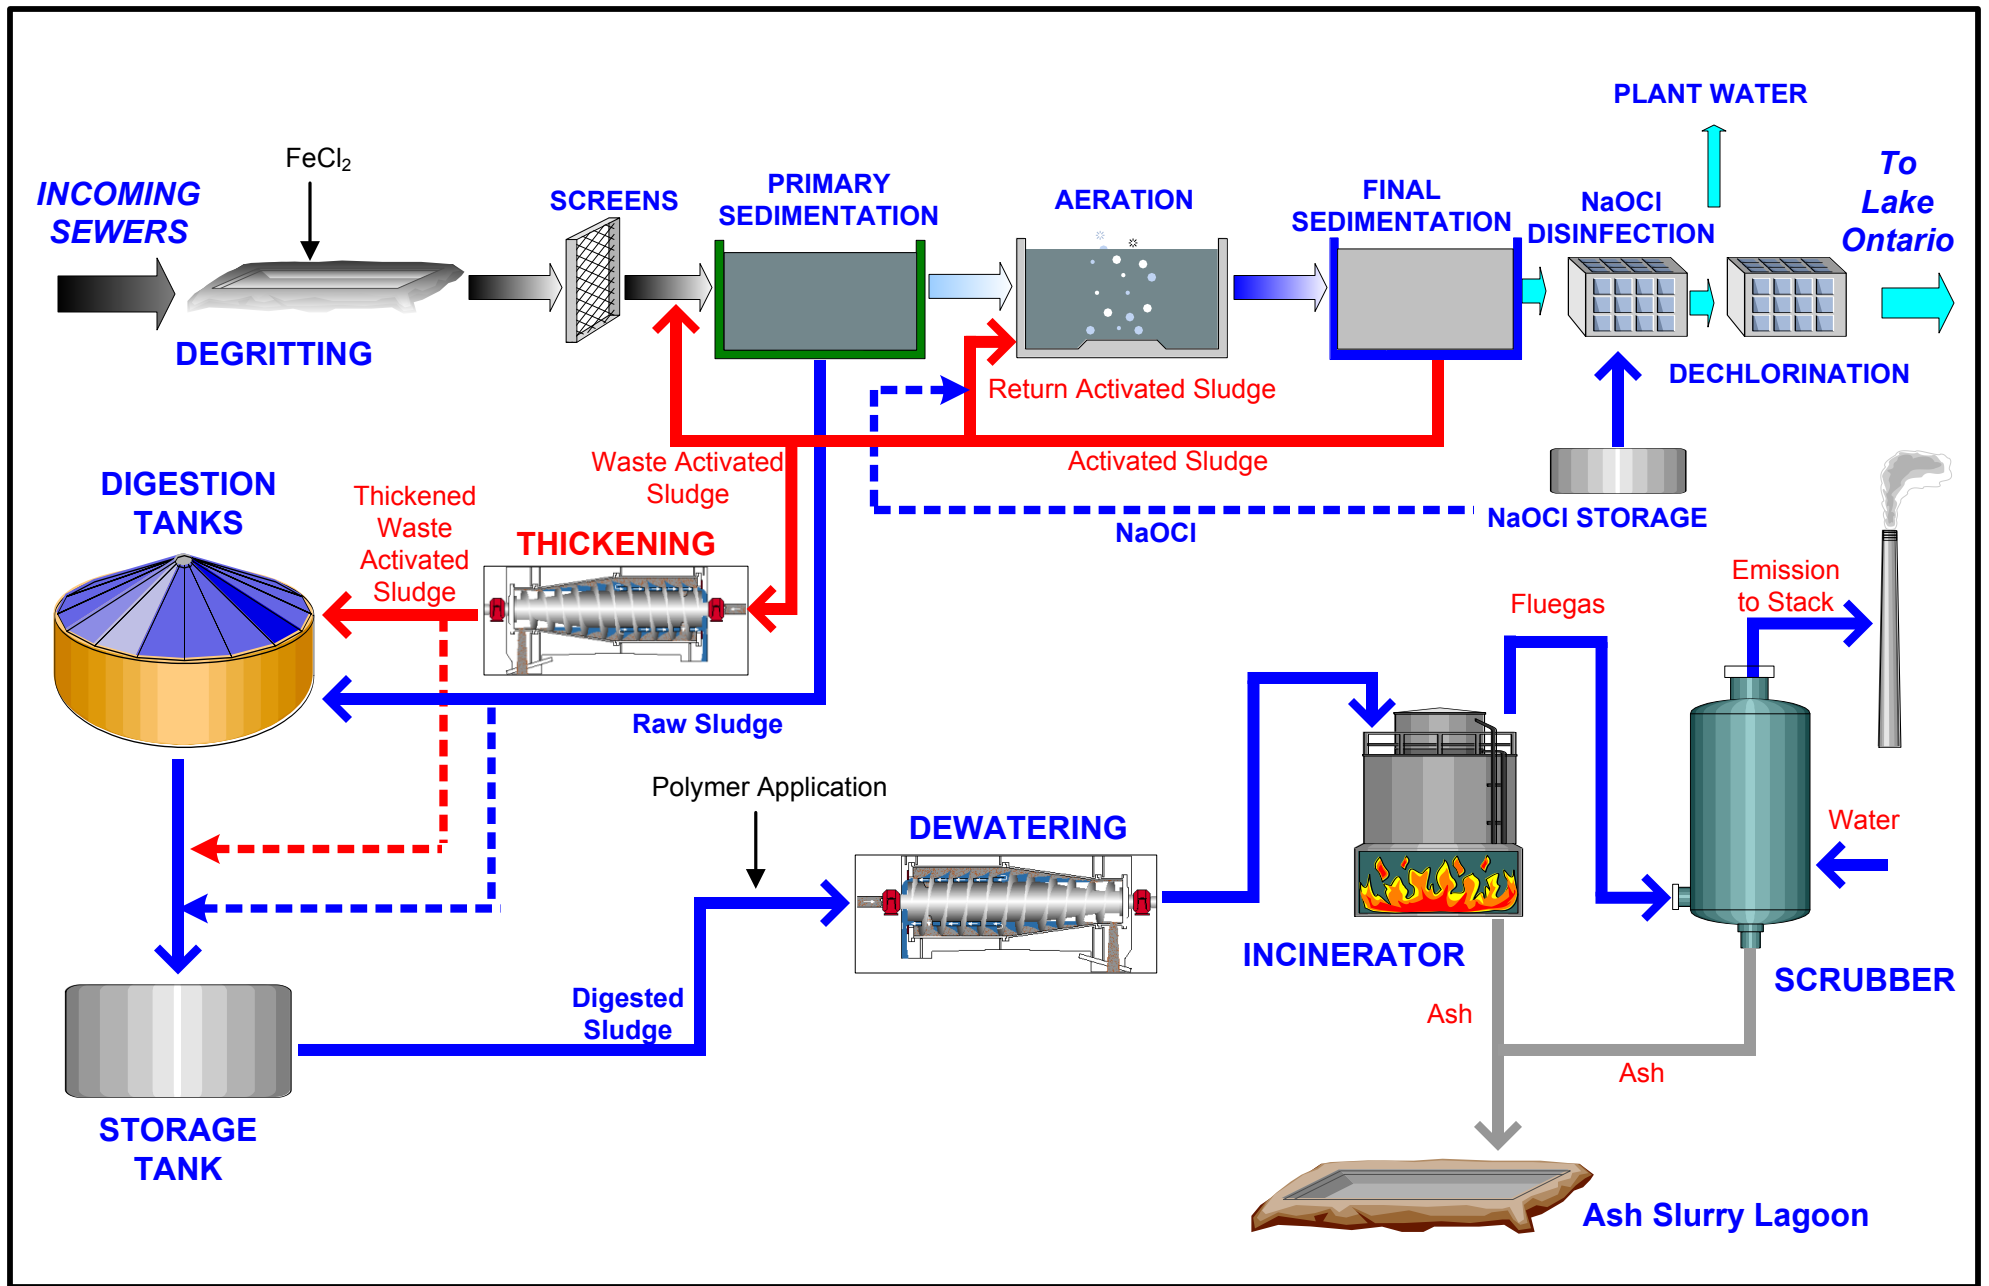 PLANT WATER
FeCl₂
INCOMING
SEWERS
SCREENS
PRIMARY
SEDIMENTATION
AERATION
FINAL
SEDIMENTATION
NaOCl
DISINFECTION
To
Lake
Ontario
DEGRITTING
Return Activated Sludge
DECHLORINATION
Waste Activated
Sludge
Activated Sludge
DIGESTION
TANKS
Thickened
Waste
Activated
Sludge
THICKENING
NaOCl
NaOCl STORAGE
Emission
to Stack
Fluegas
Raw Sludge
Polymer Application
DEWATERING
Water
INCINERATOR
SCRUBBER
Digested
Sludge
Ash
Ash
STORAGE
TANK
Ash Slurry Lagoon